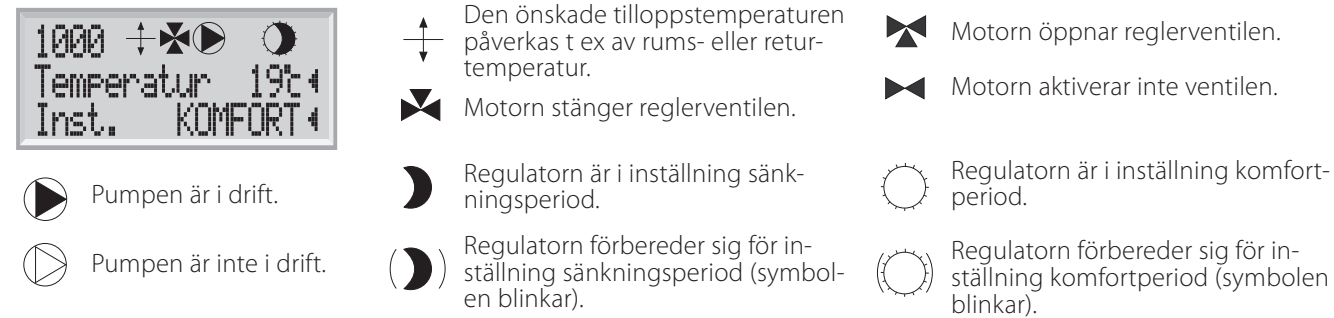 1000
Temperatur 19°c
Inst. KOMFORT
Pumpen är i drift.
Pumpen är inte i drift.
Den önskade tilloppstemperaturen
påverkas t ex av rums- eller retur-
temperatur.
Motorn stänger reglerventilen.
Regulatorn är i inställning sänk-
ningsperiod.
Regulatorn förbereder sig för in-
ställning sänkningsperiod (symbol-
en blinkar).
Motorn öppnar reglerventilen.
Motorn aktiverar inte ventilen.
Regulatorn är i inställning komfort-
period.
Regulatorn förbereder sig för in-
ställning komfortperiod (symbolen
blinkar).